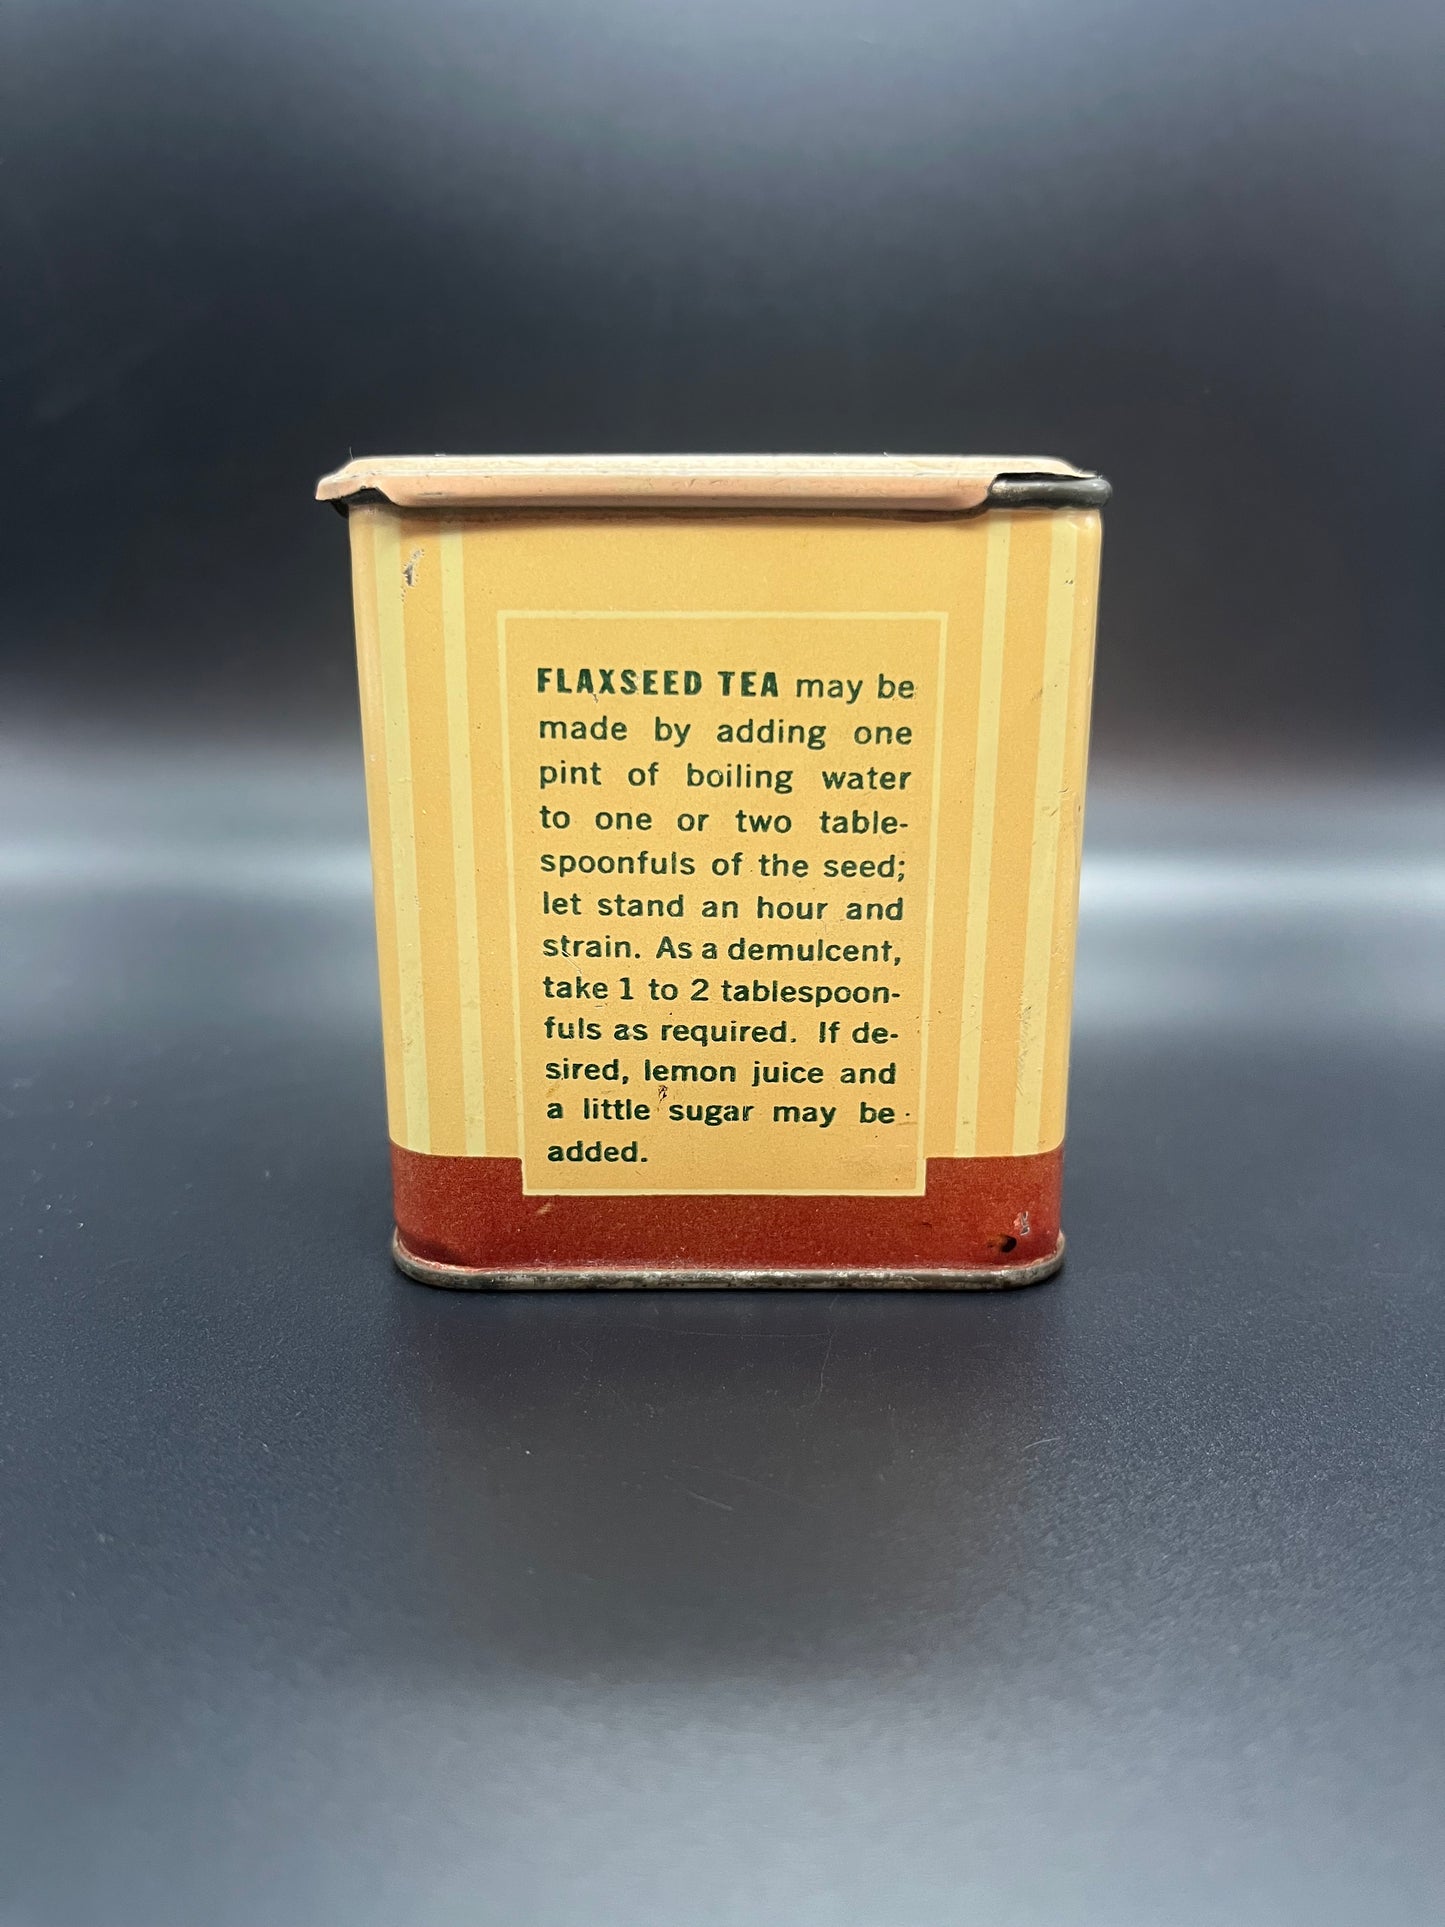 FLAXSEED TEA may be
made by adding one
pint of boiling water
to one or two table-
spoonfuls of the seed;
let stand an hour and
strain. As a demulcent,
take 1 to 2 tablespoon-
fuls as required. If de-
sired, lemon juice and
a little sugar may be
added.